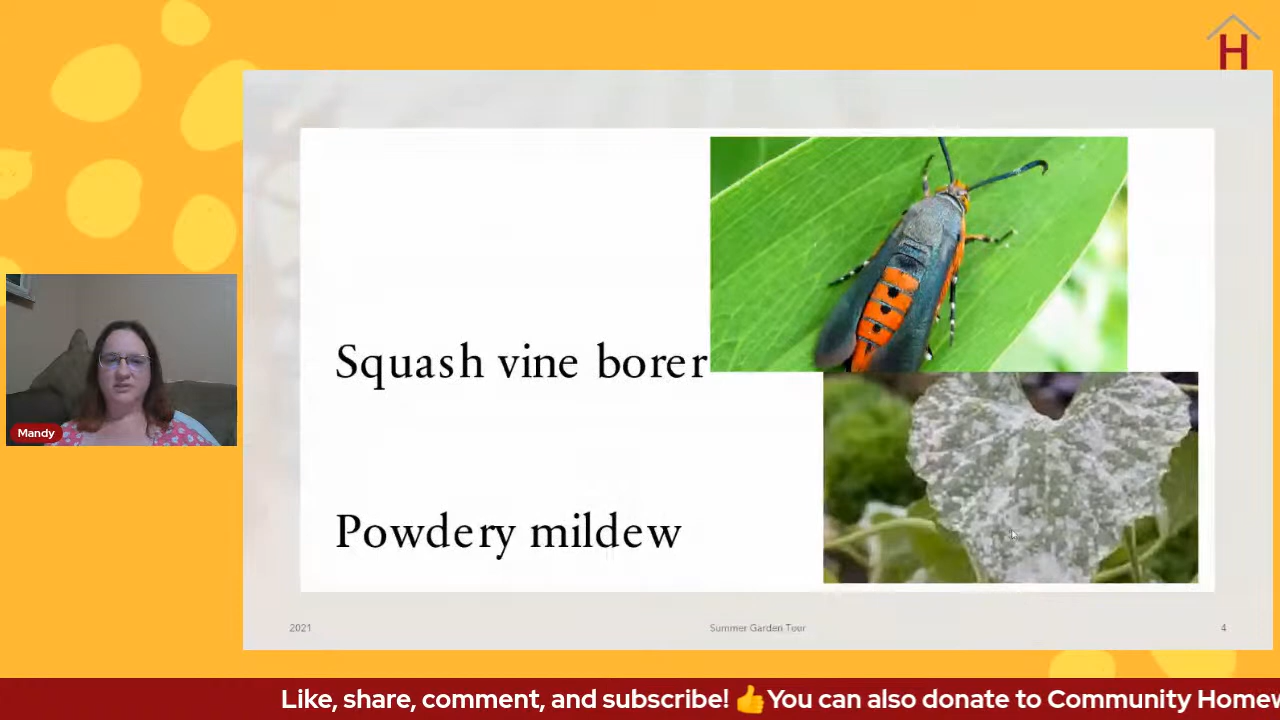 H
Squash vine borer
Mandy
Powdery mildew
2021 Summer Garden Tour 4
Like, share, comment, and subscribe! 👍You can also donate to Community